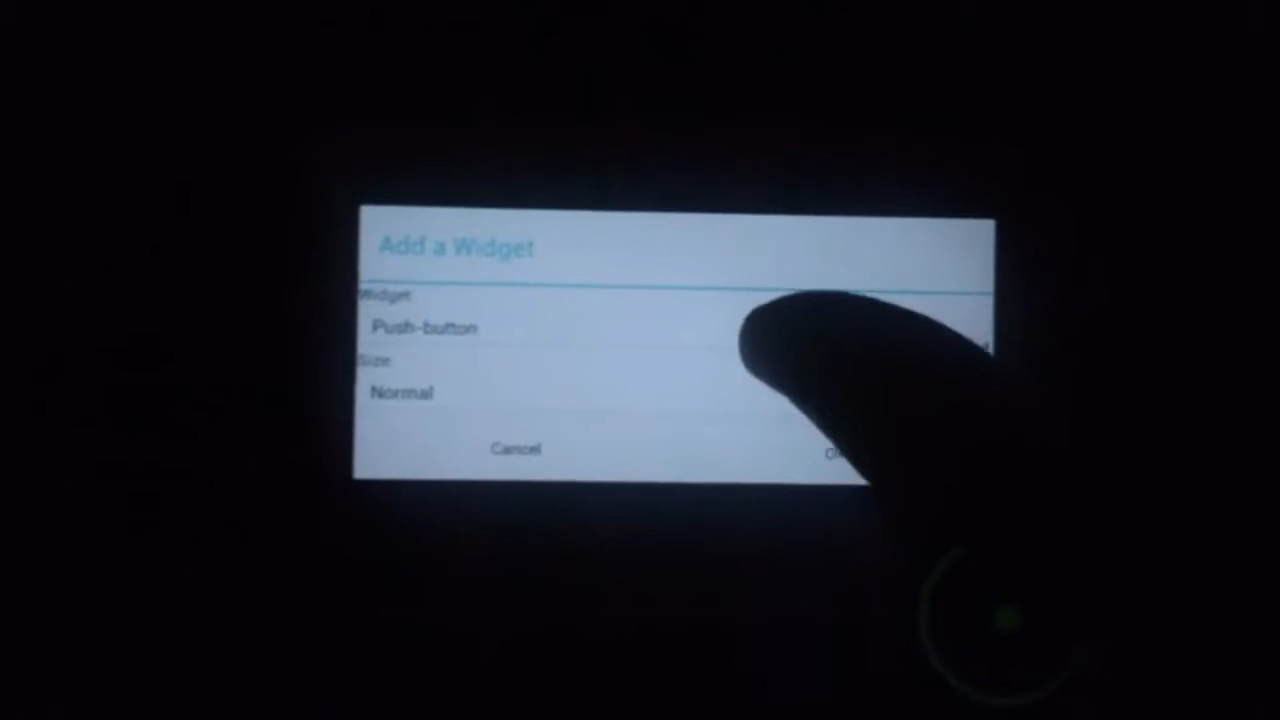 Add a Widget
Widget
Push-button
Size
Normal
Cancel